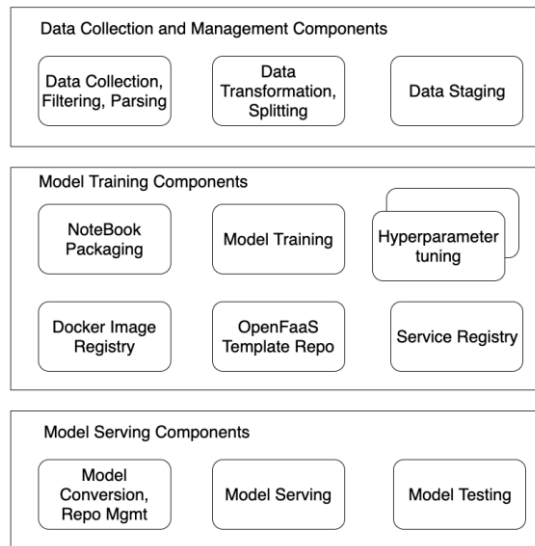 Data Collection and Management Components
Data Collection,
Filtering, Parsing
Data
Transformation,
Splitting
Data Staging
Model Training Components
NoteBook
Packaging
Model Training
Hyperparameter
tuning
Docker Image
Registry
OpenFaaS
Template Repo
Service Registry
Model Serving Components
Model
Conversion,
Repo Mgmt
Model Serving
Model Testing